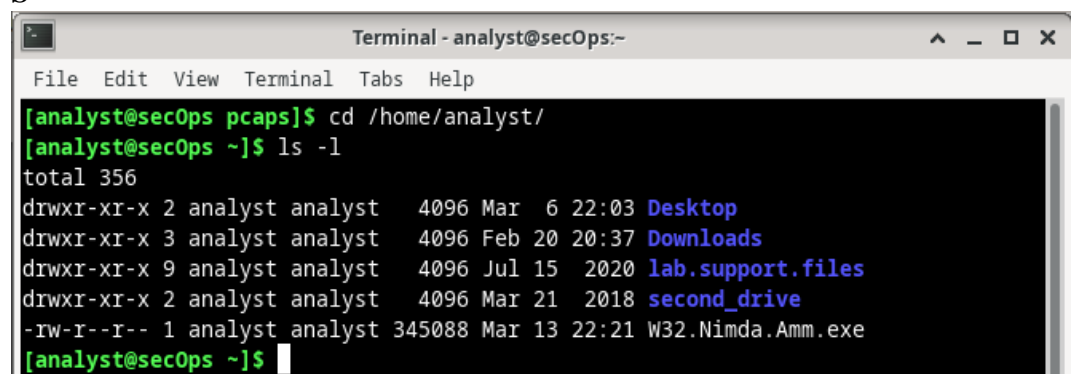 Terminal - analyst@secOps:~
File Edit View Terminal Tabs Help
[analyst@secOps pcaps]$ cd /home/analyst/
[analyst@secOps ~]$ ls -l
total 356
drwxr-xr-x 2 analyst analyst   4096 Mar  6 22:03 Desktop
drwxr-xr-x 3 analyst analyst   4096 Feb 20 20:37 Downloads
drwxr-xr-x 9 analyst analyst   4096 Jul 15  2020 lab.support.files
drwxr-xr-x 2 analyst analyst   4096 Mar 21  2018 second_drive
-rw-r--r-- 1 analyst analyst 345088 Mar 13 22:21 W32.Nimda.Amm.exe
[analyst@secOps ~]$